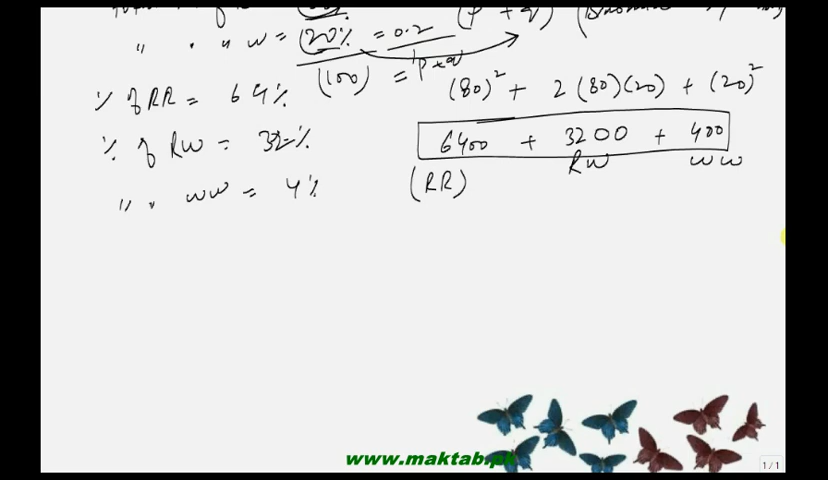 " " " W = (20%) = 0.2 (p + q)
(100) = p+q
(80)² + 2(80)(20) + (20)²
% of RR = 64%
6400 + 3200 + 400
% of RW = 32%
(RR) RW WW
" " WW = 4%
www.maktab.pk
1/1